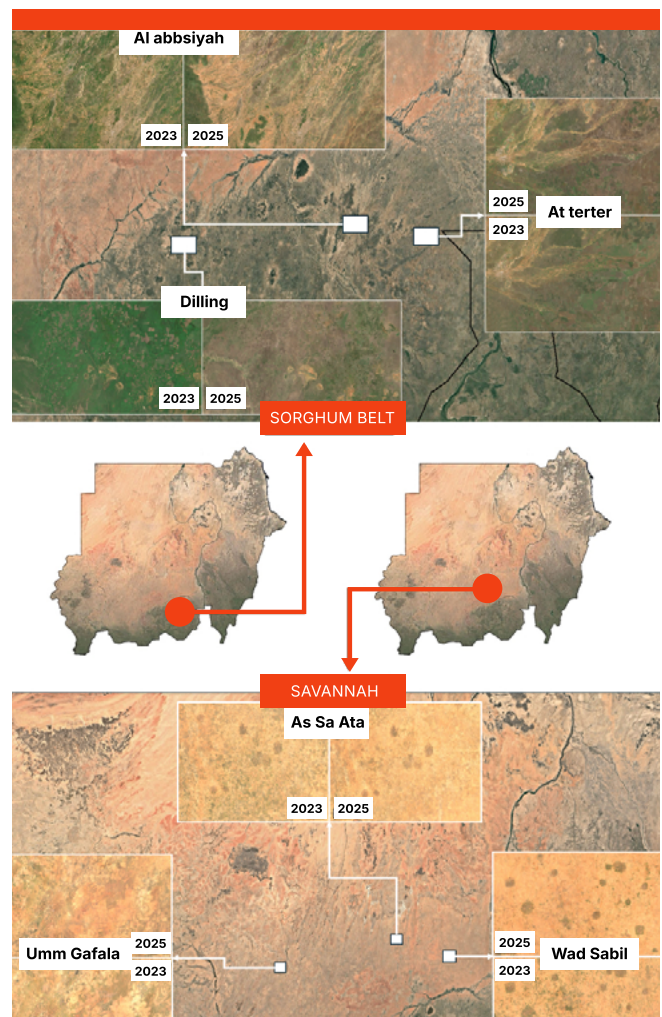 Al abbsiyah
2023
2025
2025
At terter
2023
Dilling
2023
2025
SORGHUM BELT
SAVANNAH
As Sa Ata
2023
2025
2025
Umm Gafala
2023
2025
Wad Sabil
2023